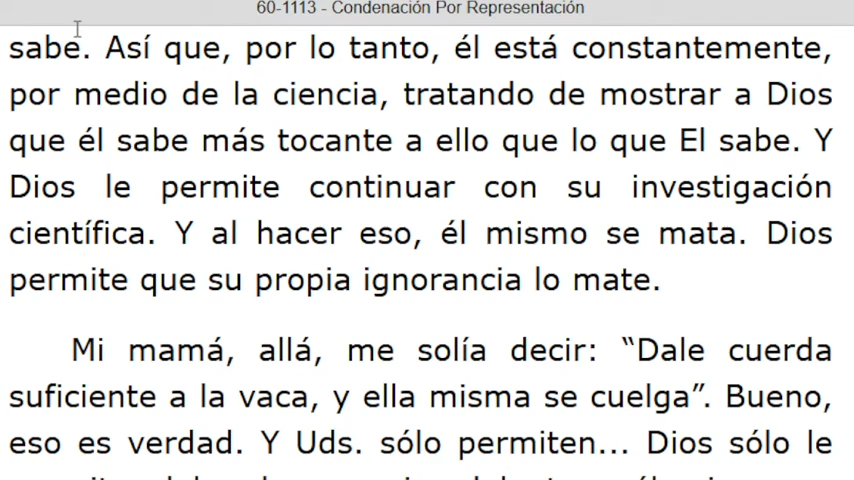 60-1113 - Condenación Por Representación
sabe. Así que, por lo tanto, él está constantemente,
por medio de la ciencia, tratando de mostrar a Dios
que él sabe más tocante a ello que lo que El sabe. Y
Dios le permite continuar con su investigación
científica. Y al hacer eso, él mismo se mata. Dios
permite que su propia ignorancia lo mate.
Mi mamá, allá, me solía decir: “Dale cuerda
suficiente a la vaca, y ella misma se cuelga”. Bueno,
eso es verdad. Y Uds. sólo permiten... Dios sólo le